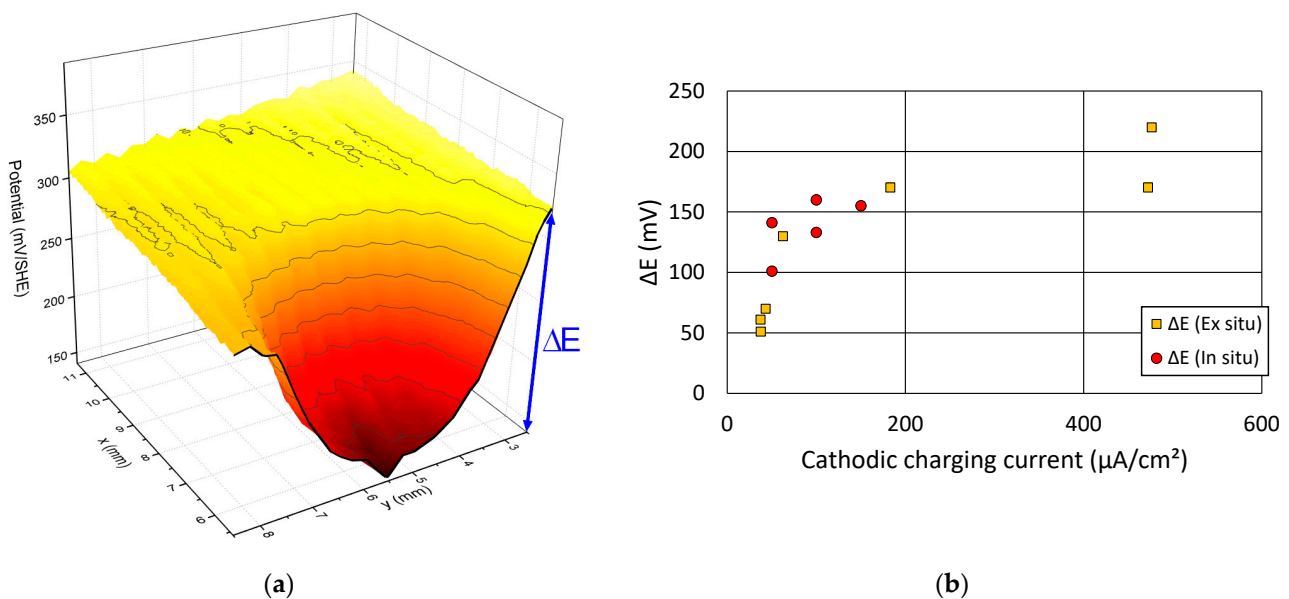 Potential (mV/SHE)
350
300
250
200
150
11
10
9
8
7
6
x (mm)
8
7
6
5
4
3
y (mm)
ΔE
(a)
250
200
150
100
50
0
ΔE (mV)
0 200 400 600
Cathodic charging current (µA/cm²)
ΔE (Ex situ)
ΔE (In situ)
(b)